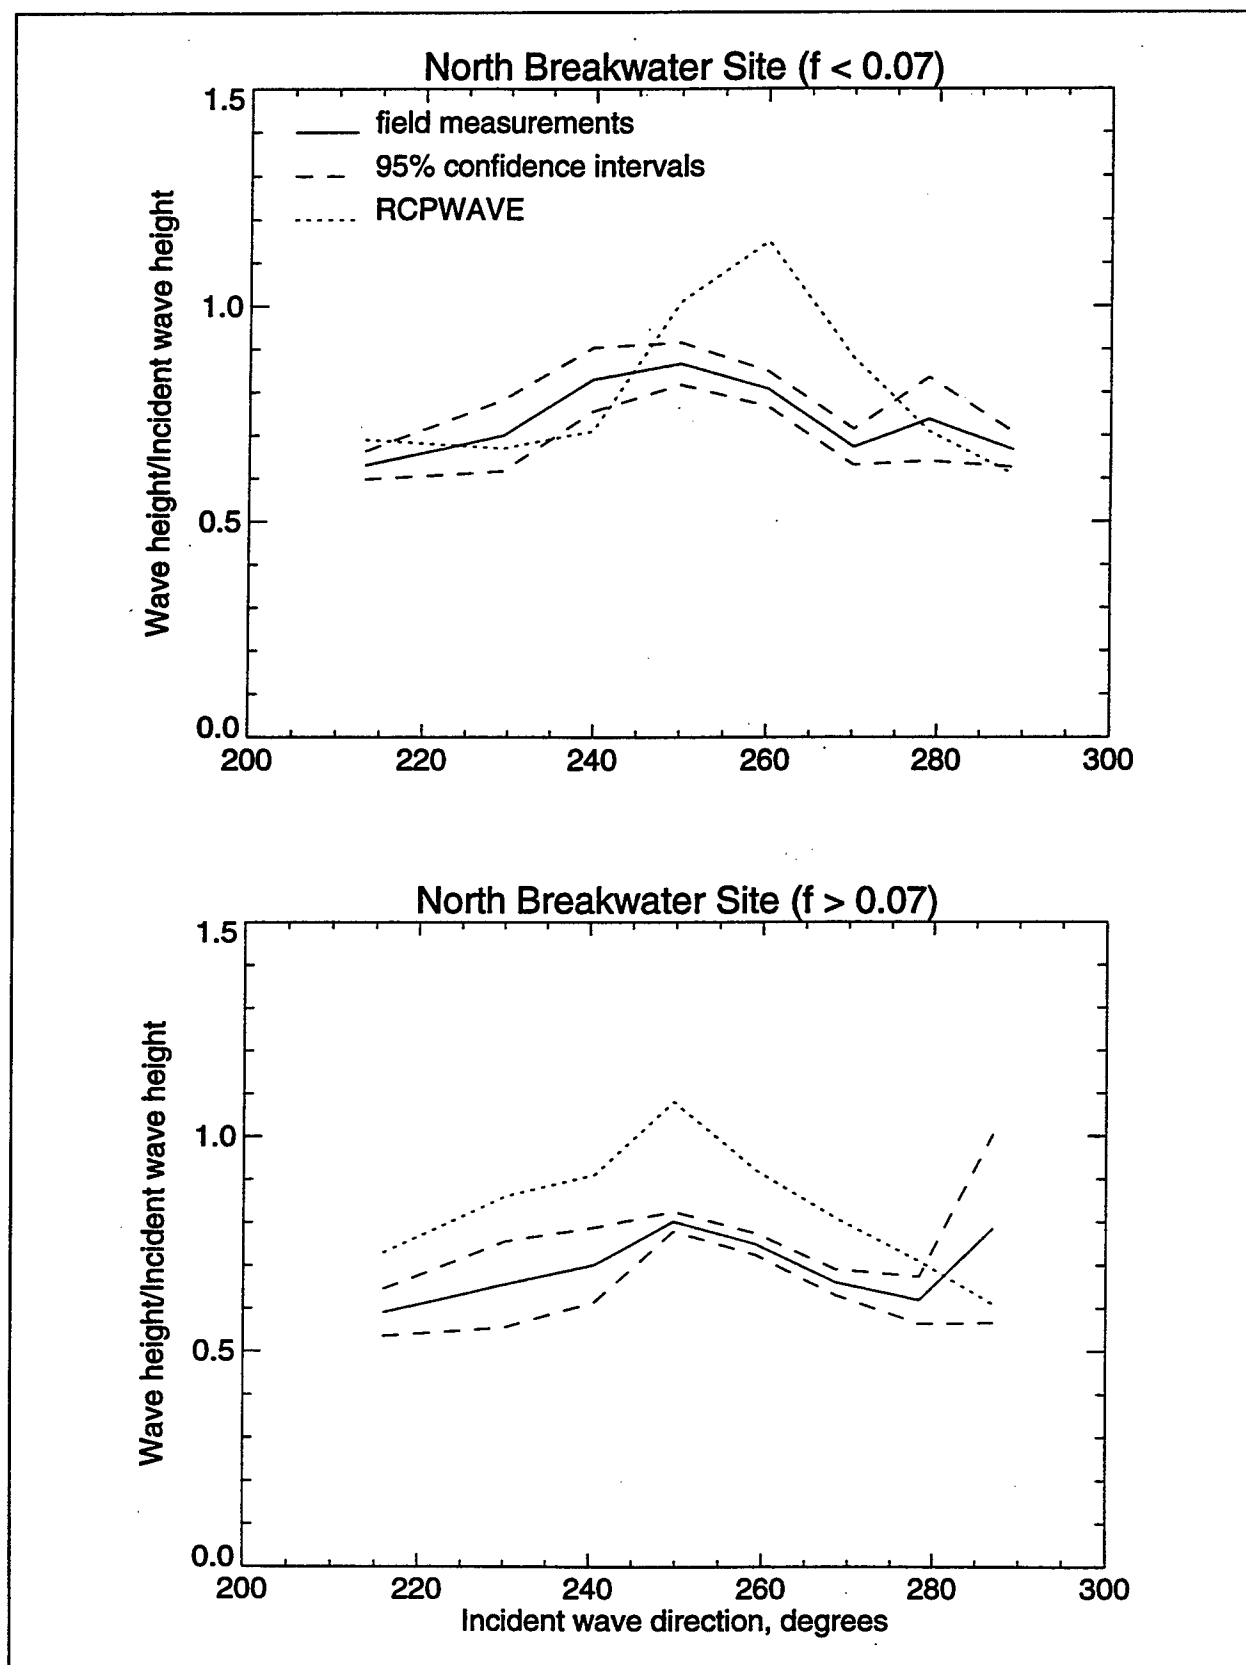 North Breakwater Site (f < 0.07)
1.5
field measurements
95% confidence intervals
RCPWAVE
1.0
0.5
0.0
Wave height/Incident wave height
200 220 240 260 280 300
North Breakwater Site (f > 0.07)
1.5
1.0
0.5
0.0
Wave height/Incident wave height
200 220 240 260 280 300
Incident wave direction, degrees